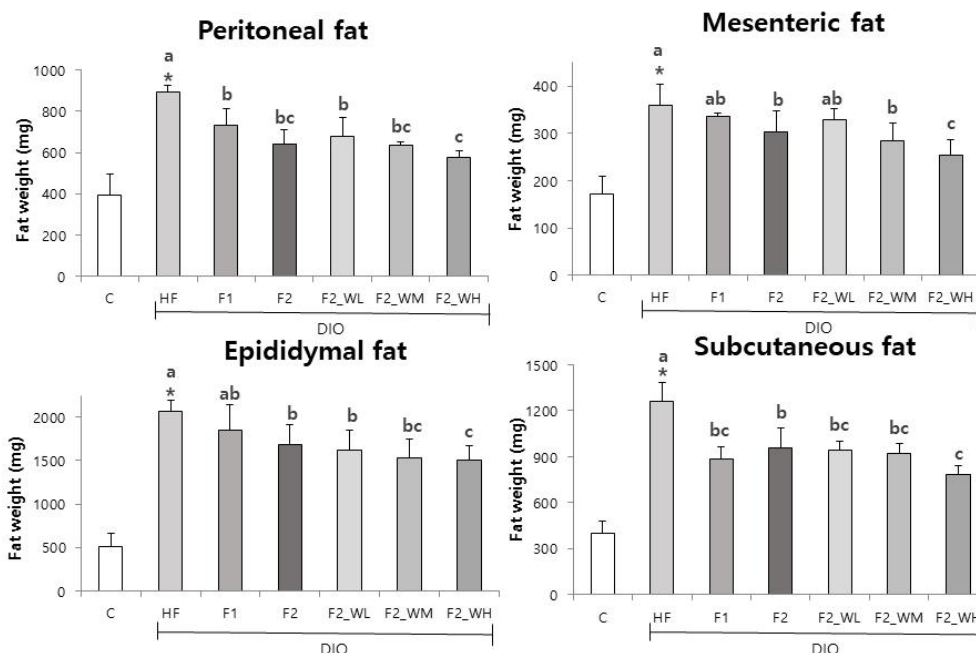 Peritoneal fat
Fat weight (mg)
1000
800
600
400
200
0
a
*
b
bc
b
bc
c
C HF F1 F2 F2_WL F2_WM F2_WH
DIO
Mesenteric fat
Fat weight (mg)
400
300
200
100
0
a
*
ab
b
ab
b
c
C HF F1 F2 F2_WL F2_WM F2_WH
DIO
Epididymal fat
Fat weight (mg)
2000
1500
1000
500
0
a
*
ab
b
b
bc
c
C HF F1 F2 F2_WL F2_WM F2_WH
DIO
Subcutaneous fat
Fat weight (mg)
1500
1200
900
600
300
0
a
*
bc
b
bc
bc
c
C HF F1 F2 F2_WL F2_WM F2_WH
DIO